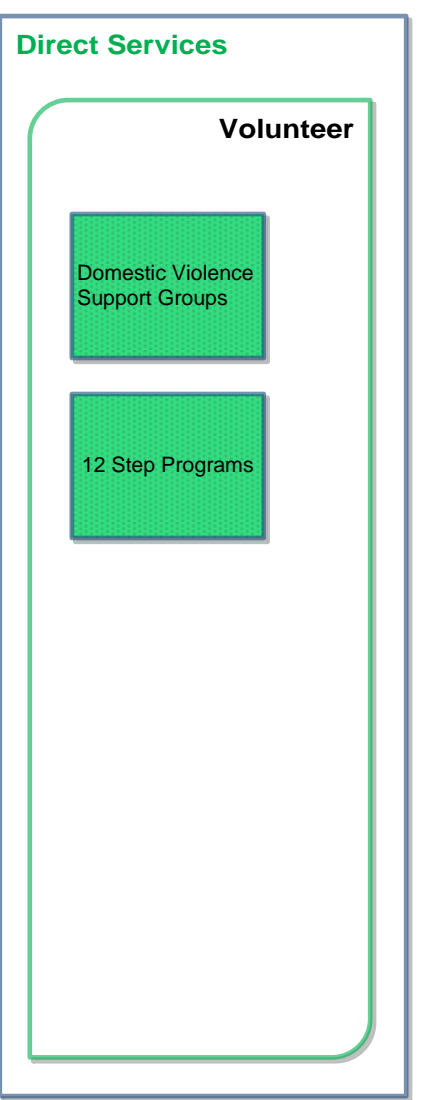 Direct Services
Volunteer
Domestic Violence
Support Groups
12 Step Programs